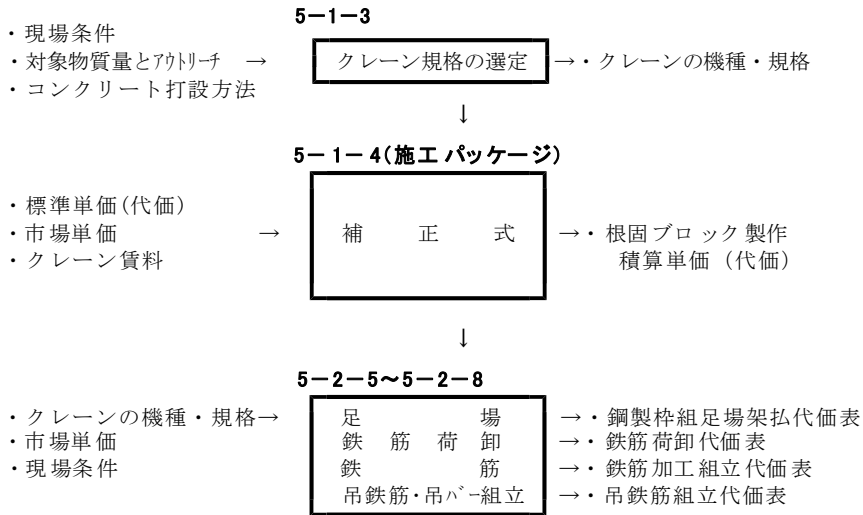 5－1－3
・現場条件
・対象物質量とｱｳﾄﾘｰﾁ → クレーン規格の選定 →・クレーンの機種・規格
・コンクリート打設方法
↓
5－1－4(施工パッケージ)
・標準単価(代価)
・市場単価 → 補正式 →・根固ブロック製作
・クレーン賃料 積算単価（代価）
↓
5－2－5～5－2－8
・クレーンの機種・規格→ 足場 →・鋼製枠組足場架払代価表
・市場単価 鉄筋荷卸 →・鉄筋荷卸代価表
・現場条件 鉄筋 →・鉄筋加工組立代価表
吊鉄筋・吊ﾊﾞｰ組立 →・吊鉄筋組立代価表